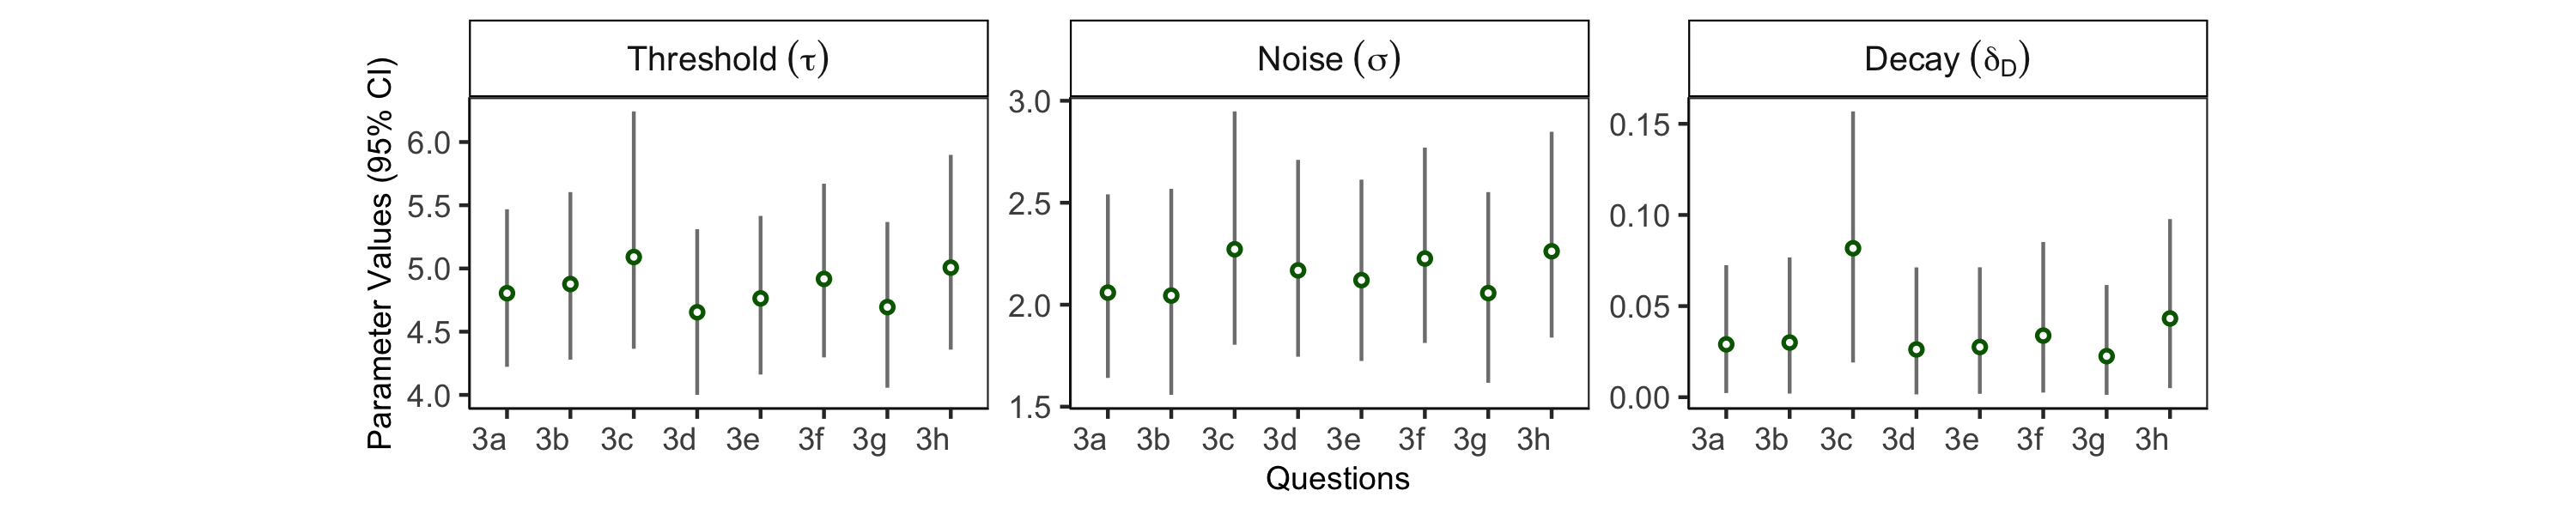 Threshold (τ)
Noise (σ)
Decay (δD)
Parameter Values (95% CI)
6.0
5.5
5.0
4.5
4.0
3a 3b 3c 3d 3e 3f 3g 3h
3.0
2.5
2.0
1.5
3a 3b 3c 3d 3e 3f 3g 3h
0.15
0.10
0.05
0.00
3a 3b 3c 3d 3e 3f 3g 3h
Questions